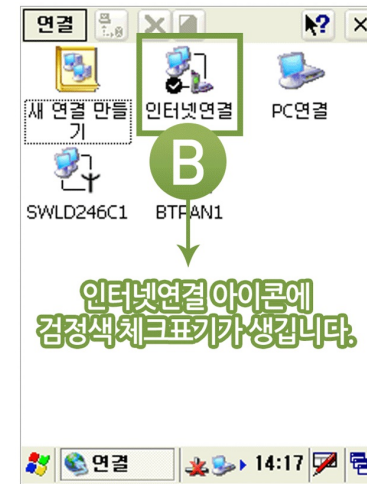 연결
새 연결 만들
기
인터넷연결
PC연결
B
SWLD246C1
BTPAN1
인터넷연결 아이콘에
검정색 체크표기가 생깁니다.
연결
14:17